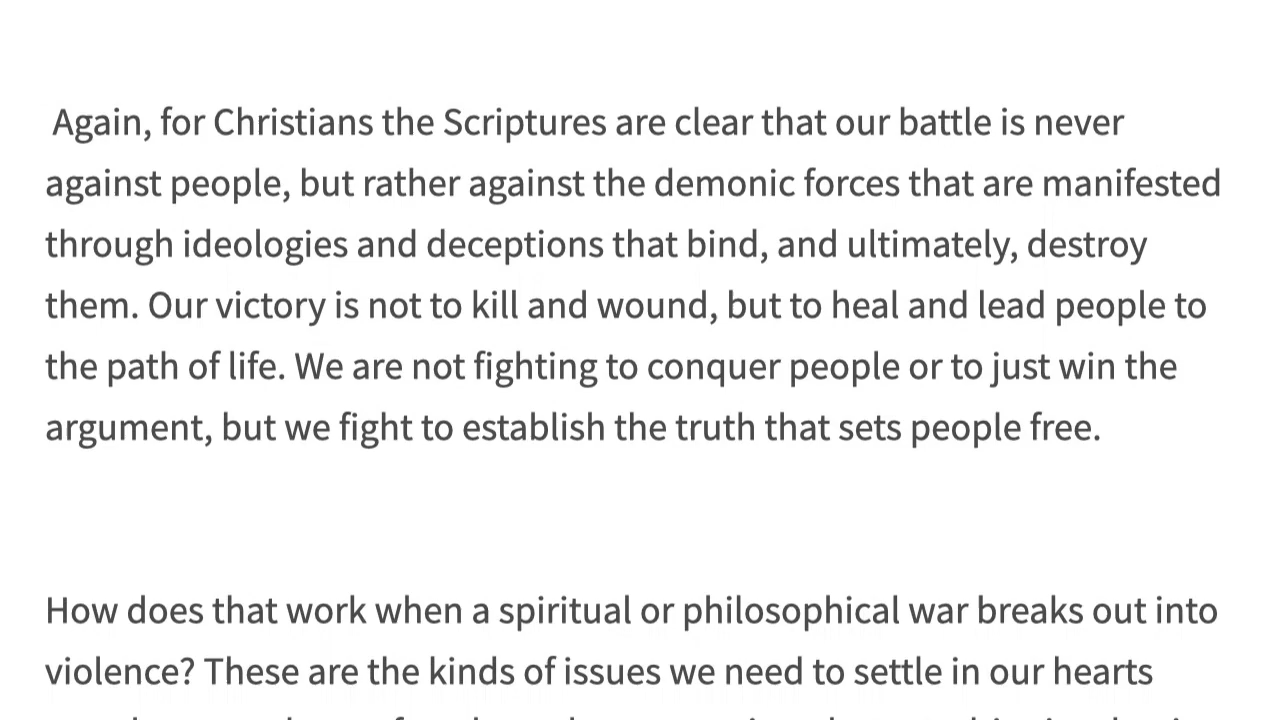 Again, for Christians the Scriptures are clear that our battle is never
against people, but rather against the demonic forces that are manifested
through ideologies and deceptions that bind, and ultimately, destroy
them. Our victory is not to kill and wound, but to heal and lead people to
the path of life. We are not fighting to conquer people or to just win the
argument, but we fight to establish the truth that sets people free.
How does that work when a spiritual or philosophical war breaks out into
violence? These are the kinds of issues we need to settle in our hearts